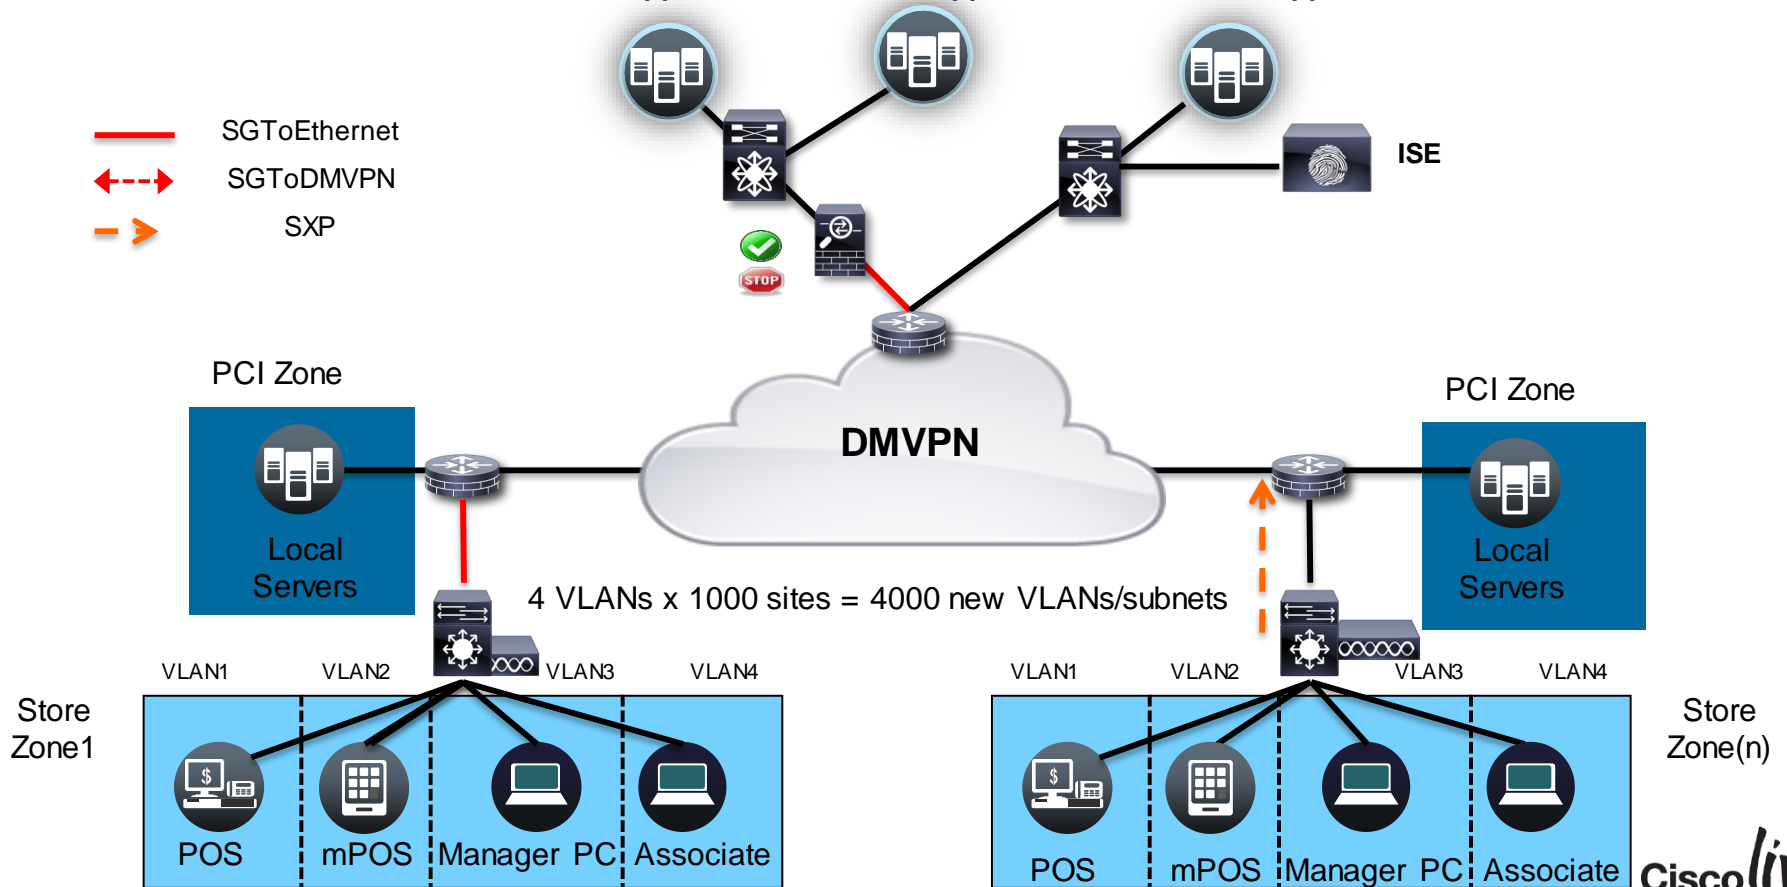 SGToEthernet
SGToDMVPN
SXP
ISE
STOP
PCI Zone
PCI Zone
DMVPN
Local
Servers
Local
Servers
4 VLANs x 1000 sites = 4000 new VLANs/subnets
VLAN1 VLAN2 VLAN3 VLAN4
VLAN1 VLAN2 VLAN3 VLAN4
Store
Zone1
Store
Zone(n)
$
$
POS mPOS Manager PC Associate
POS mPOS Manager PC Associate
Cisco